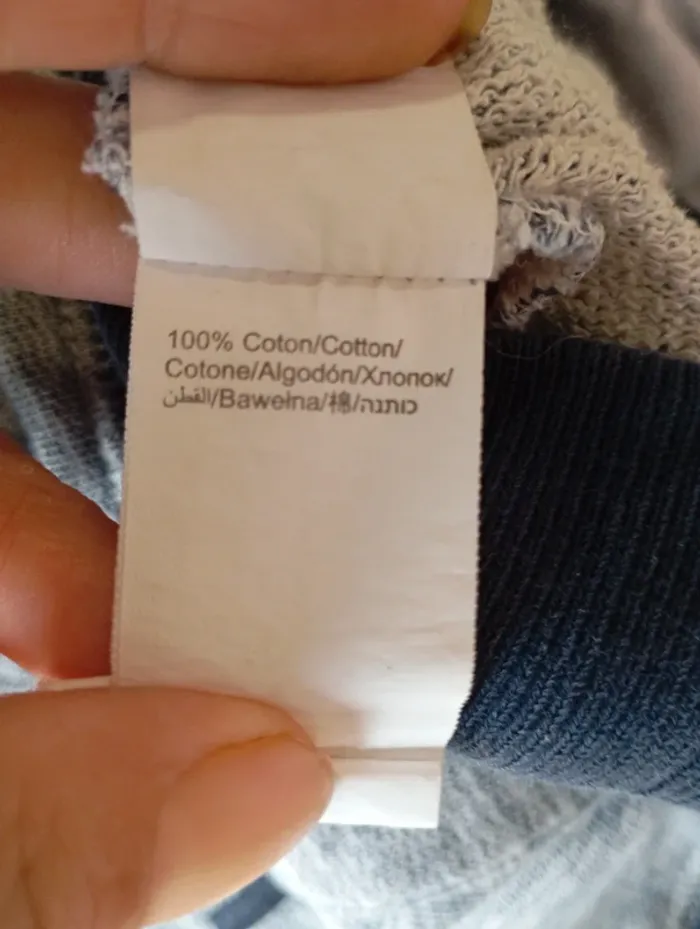 100% Coton/Cotton/
Cotone/Algodón/Хлопок/
القطن/Bawełna/棉/כותנה